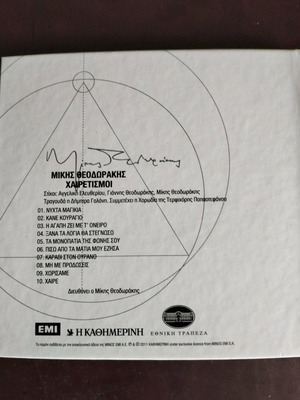 ΜΙΚΗΣ ΘΕΟΔΩΡΑΚΗΣ
ΧΑΙΡΕΤΙΣΜΟΙ
Στίχοι: Αγγελική Ελευθερίου, Γιάννης Θεοδωράκης, Μίκης Θεοδωράκης
Τραγουδά η Δήμητρα Γαλάνη. Συμμετέχει η Χορωδία της Τερψιχόρης Παπαστεφάνου
01. ΝΥΧΤΑ ΜΑΓΙΚΙΑ
02. ΚΑΝΕ ΚΟΥΡΑΓΙΟ
03. Η ΑΓΑΠΗ ΖΕΙ ΜΕ Τ' ΟΝΕΙΡΟ
04. ΞΑΝΑ ΤΑ ΛΟΓΙΑ ΘΑ ΣΤΕΓΝΩΣΩ
05. ΤΑ ΜΟΝΟΠΑΤΙΑ ΤΗΣ ΦΩΝΗΣ ΣΟΥ
06. ΠΙΣΩ ΑΠΟ ΤΑ ΜΑΤΙΑ ΜΟΥ ΕΖΗΣΑ
07. ΚΑΡΑΒΙ ΣΤΟΝ ΟΥΡΑΝΟ
08. ΜΗ ΜΕ ΠΡΟΔΩΣΕΙΣ
09. ΧΩΡΙΣΑΜΕ
10. ΧΑΙΡΕ
Διευθύνει ο Μίκης Θεοδωράκης
EMI Η ΚΑΘΗΜΕΡΙΝΗ ΕΘΝΙΚΗ ΤΡΑΠΕΖΑ